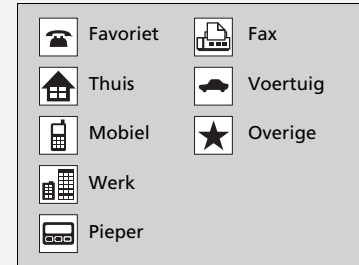 Favoriet
Thuis
Mobiel
Werk
Pieper
Fax
Voertuig
Overige